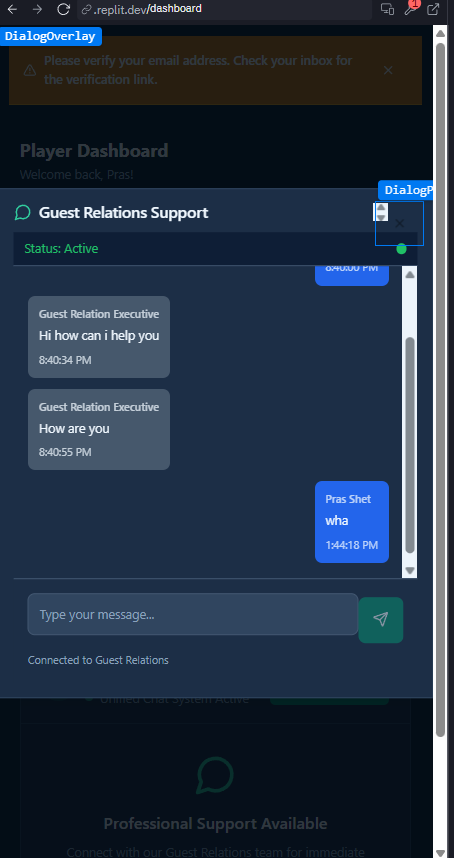 .replit.dev/dashboard
1
DialogOverlay
Please verify your email address. Check your inbox for
the verification link.
Player Dashboard
Welcome back, Pras!
DialogP
Guest Relations Support
Status: Active
8:40:00 PM
Guest Relation Executive
Hi how can i help you
8:40:34 PM
Guest Relation Executive
How are you
8:40:55 PM
Pras Shet
wha
1:44:18 PM
Type your message...
Connected to Guest Relations
Unified Chat System Active
Professional Support Available
Connect with our Guest Relations team for immediate